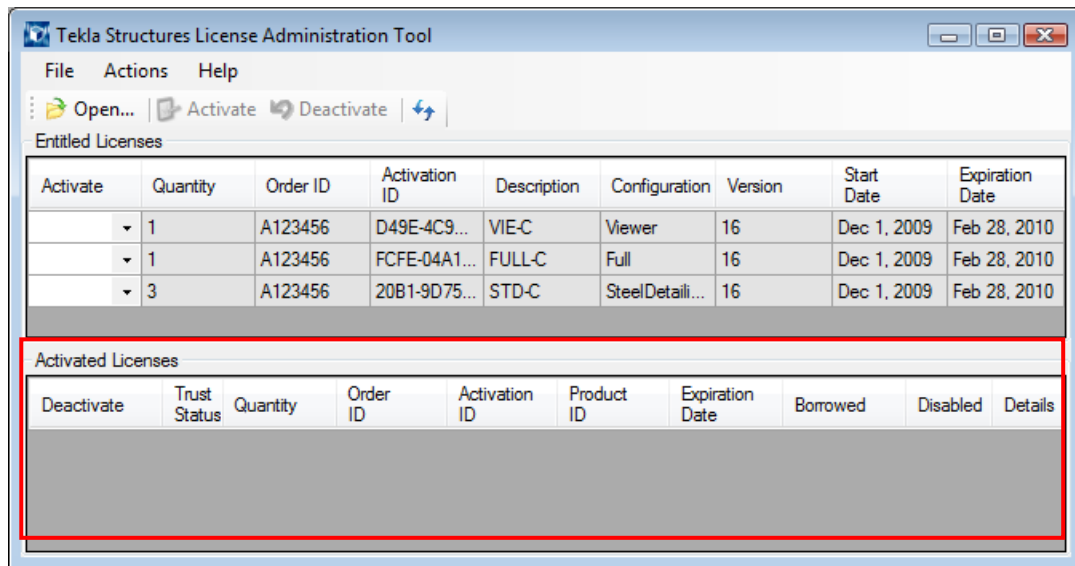 Tekla Structures License Administration Tool
File Actions Help
Open... Activate Deactivate
Entitled Licenses
Activate Quantity Order ID Activation ID Description Configuration Version Start Date Expiration Date
1 A123456 D49E-4C9... VIE-C Viewer 16 Dec 1, 2009 Feb 28, 2010
1 A123456 FCFE-04A1... FULL-C Full 16 Dec 1, 2009 Feb 28, 2010
3 A123456 20B1-9D75... STD-C SteelDetaili... 16 Dec 1, 2009 Feb 28, 2010
Activated Licenses
Deactivate Trust Status Quantity Order ID Activation ID Product ID Expiration Date Borrowed Disabled Details